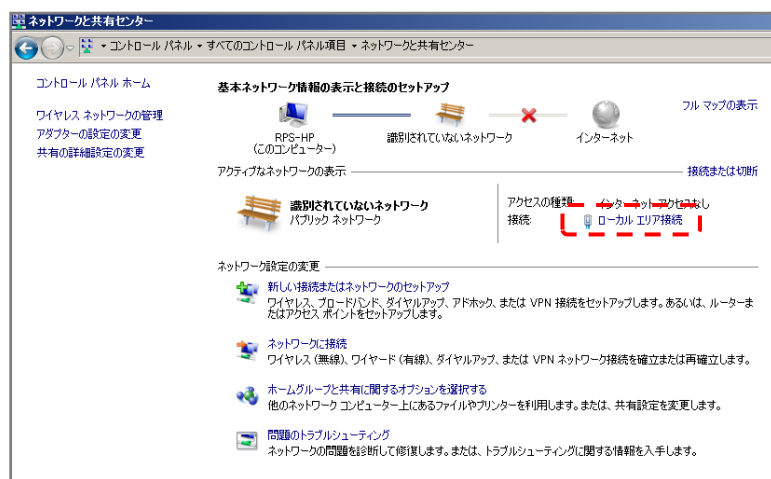 ネットワークと共有センター
コントロール パネル すべてのコントロール パネル項目 ネットワークと共有センター
コントロール パネル ホーム
ワイヤレス ネットワークの管理
アダプターの設定の変更
共有の詳細設定の変更
基本ネットワーク情報の表示と接続のセットアップ
フル マップの表示
RPS-HP
(このコンピューター)
識別されていないネットワーク
インターネット
アクティブなネットワークの表示
接続または切断
識別されていないネットワーク
パブリック ネットワーク
アクセスの種類: インターネット アクセスなし
接続: ローカル エリア接続
ネットワーク設定の変更
新しい接続またはネットワークのセットアップ
ワイヤレス、ブロードバンド、ダイヤルアップ、アドホック、または VPN 接続をセットアップします。あるいは、ルーターま
たはアクセス ポイントをセットアップします。
ネットワークに接続
ワイヤレス (無線)、ワイヤード (有線)、ダイヤルアップ、または VPN ネットワーク接続を確立または再確立します。
ホームグループと共有に関するオプションを選択する
他のネットワーク コンピューター上にあるファイルやプリンターを利用します。または、共有設定を変更します。
問題のトラブルシューティング
ネットワークの問題を診断して修復します。または、トラブルシューティングに関する情報を入手します。